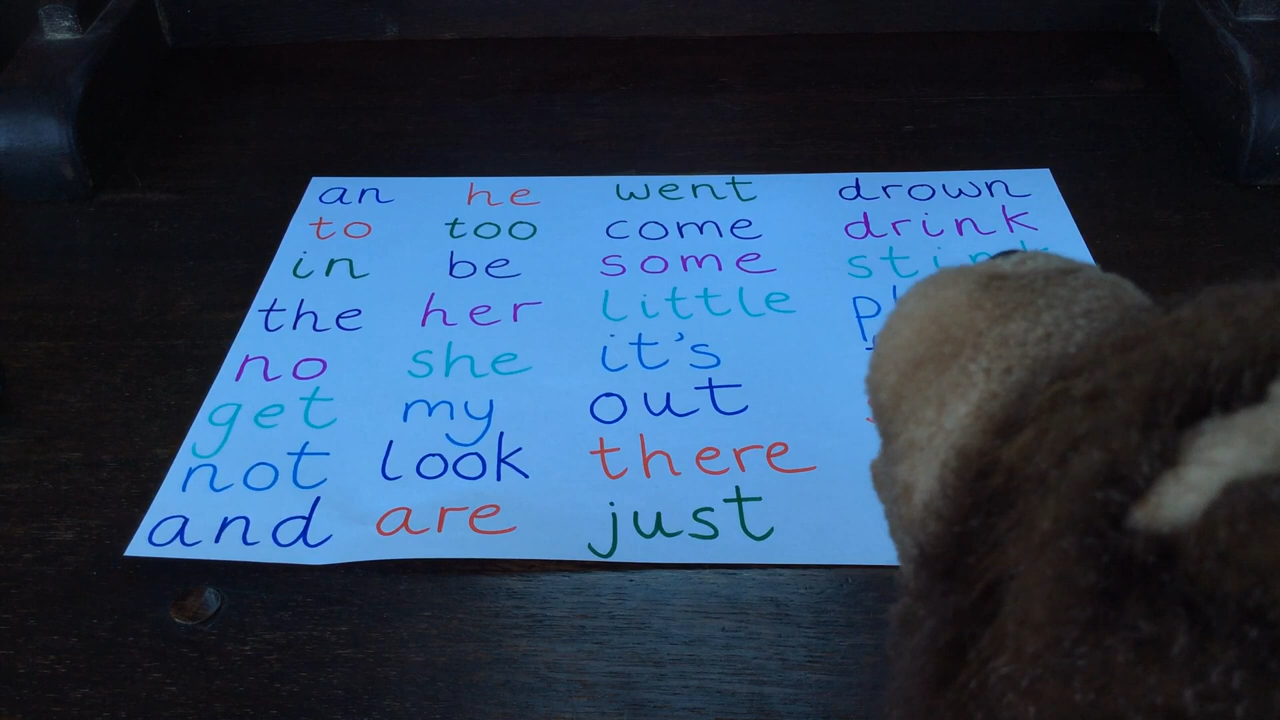 an he went drown
to too come drink
in be some stink
the her little
no she it's
get my out
not look there
and are just